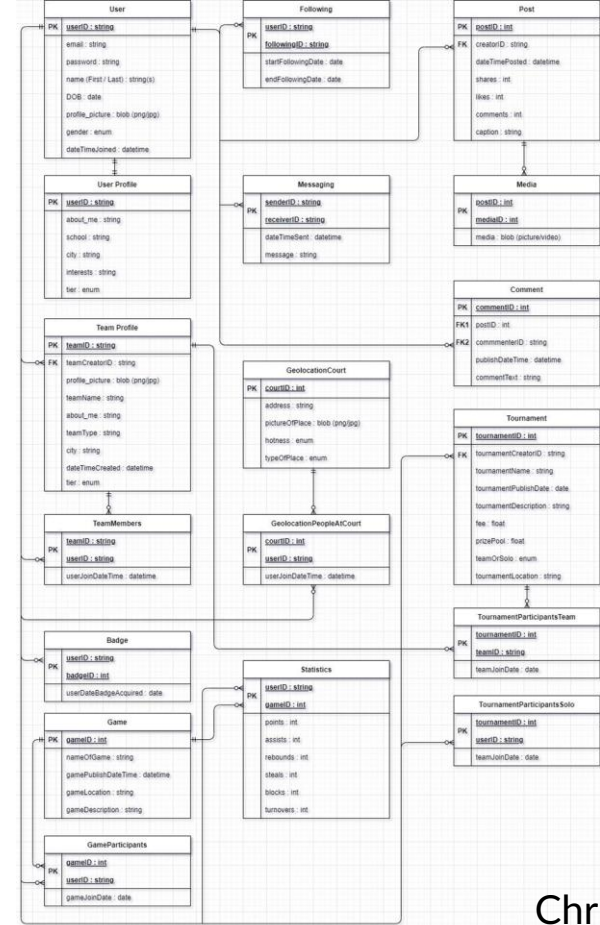 User
PK userID : string
email : string
password : string
name (First / Last) : string(s)
DOB : date
profile_picture : blob (png/jpg)
gender : enum
dateTimeJoined : datetime
User Profile
PK userID : string
about_me : string
school : string
city : string
interests : string
tier : enum
Team Profile
PK teamID : string
FK teamCreatorID : string
profile_picture : blob (png/jpg)
teamName : string
about_me : string
teamType : string
city : string
dateTimeCreated : datetime
tier : enum
TeamMembers
PK teamID : string
userID : string
userJoinDateTime : datetime
Badge
PK userID : string
badgeID : int
userDateBadgeAcquired : date
Game
PK gameID : int
nameOfGame : string
gamePublishDateTime : datetime
gameLocation : string
gameDescription : string
GameParticipants
PK gameID : int
userID : string
gameJoinDate : date
Following
PK userID : string
followingID : string
startFollowingDate : date
endFollowingDate : date
Messaging
PK senderID : string
receiverID : string
dateTimeSent : datetime
message : string
GeolocationCourt
PK courtID : int
address : string
pictureOfPlace : blob (png/jpg)
hotness : enum
typeOfPlace : enum
GeolocationPeopleAtCourt
PK courtID : int
userID : string
userJoinDateTime : datetime
Statistics
PK userID : string
gameID : int
points : int
assists : int
rebounds : int
steals : int
blocks : int
turnovers : int
Post
PK postID : int
FK creatorID : string
dateTimePosted : datetime
shares : int
likes : int
comments : int
caption : string
Media
PK postID : int
mediaID : int
media : blob (picture/video)
Comment
PK commentID : int
FK1 postID : int
FK2 commmenterID : string
publishDateTime : datetime
commentText : string
Tournament
PK tournamentID : int
FK tournamentCreatorID : string
tournamentName : string
tournamentPublishDate : date
tournamentDescription : string
fee : float
prizePool : float
teamOrSolo : enum
tournamentLocation : string
TournamentParticipantsTeam
PK tournamentID : int
teamID : string
teamJoinDate : date
TournamentParticipantsSolo
PK tournamentID : int
userID : string
teamJoinDate : date
Chr